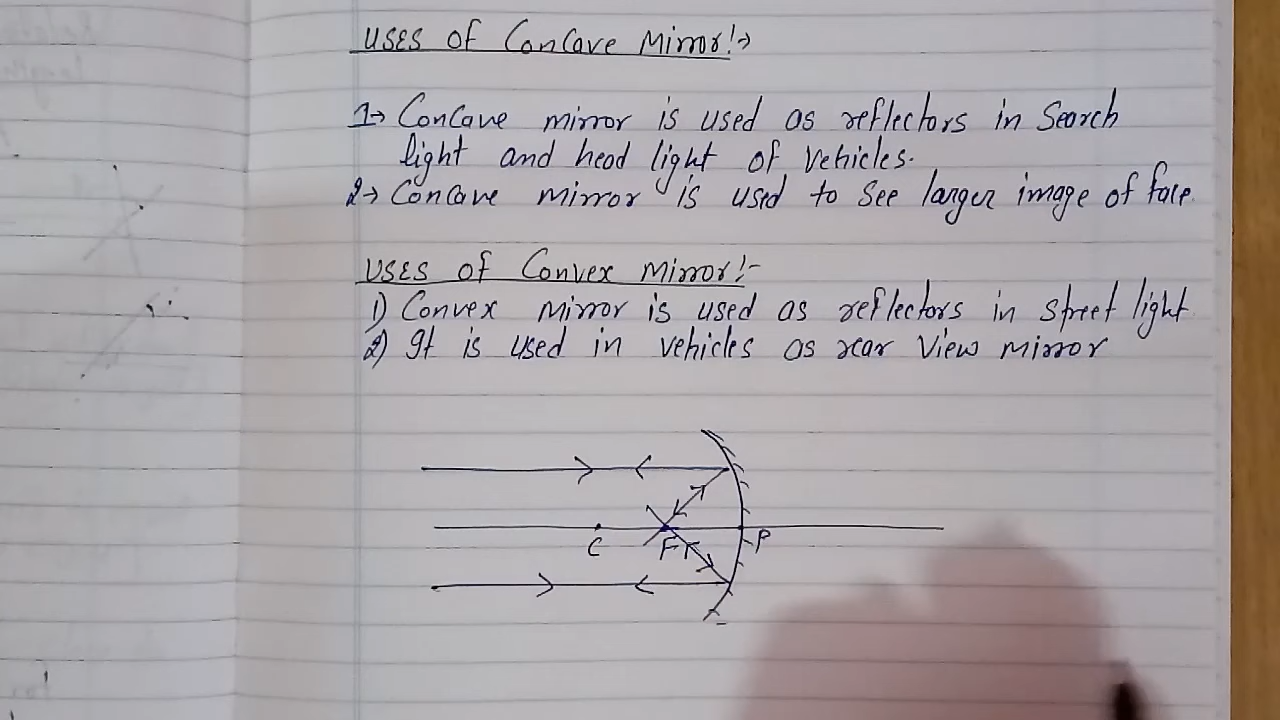 USES of Concave Mirror:→
1→ Concave mirror is used as reflectors in Search
light and head light of vehicles.
2→ Concave mirror is used to See larger image of face.
USES of Convex Mirror:-
1) Convex mirror is used as reflectors in street light
2) It is used in vehicles as rear View mirror
C F P